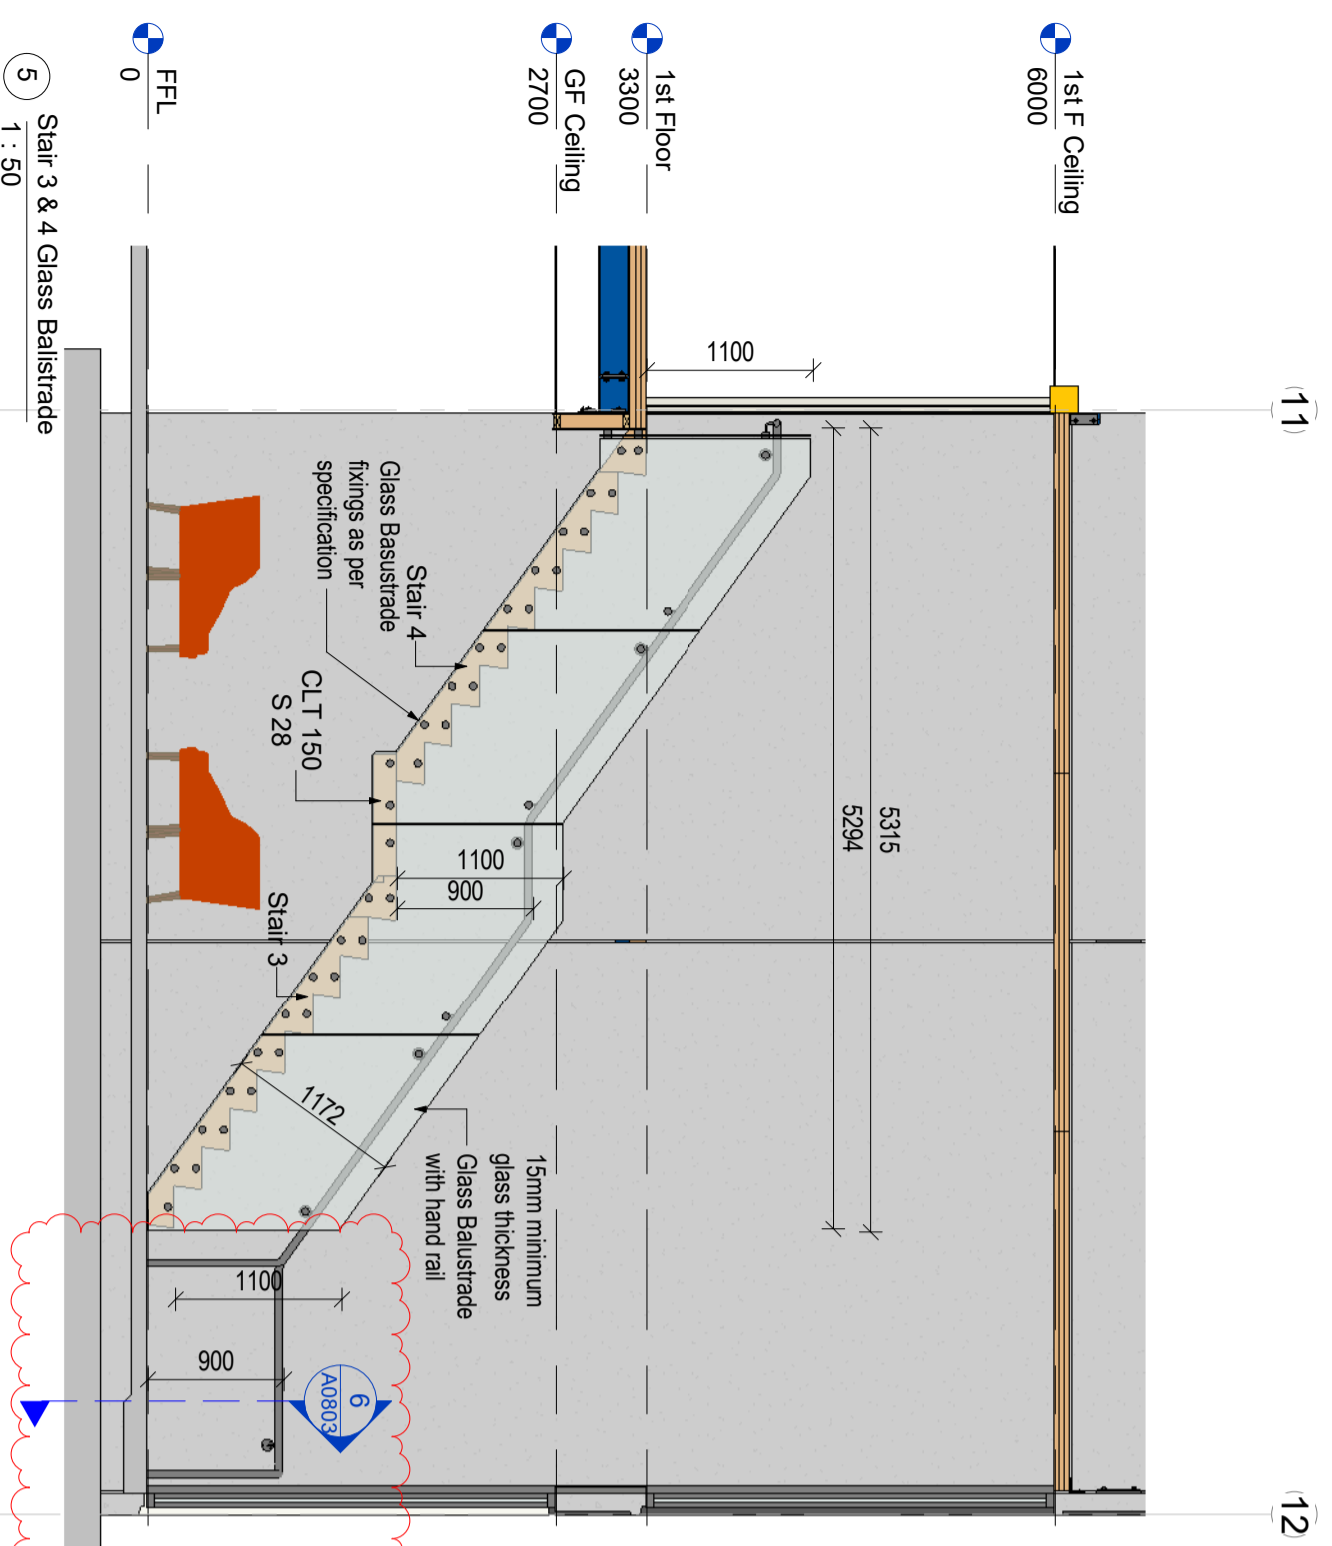 (11)
(12)
1st F Ceiling
6000
1st Floor
3300
GF Ceiling
2700
FFL
0
1100
5315
5294
1100
900
1172
1100
900
Stair 4
Glass Basustrade
fixings as per
specification
CLT 150
S 28
Stair 3
15mm minimum
glass thickness
Glass Balustrade
with hand rail
6
A0803
5
Stair 3 & 4 Glass Balistrade
1 : 50